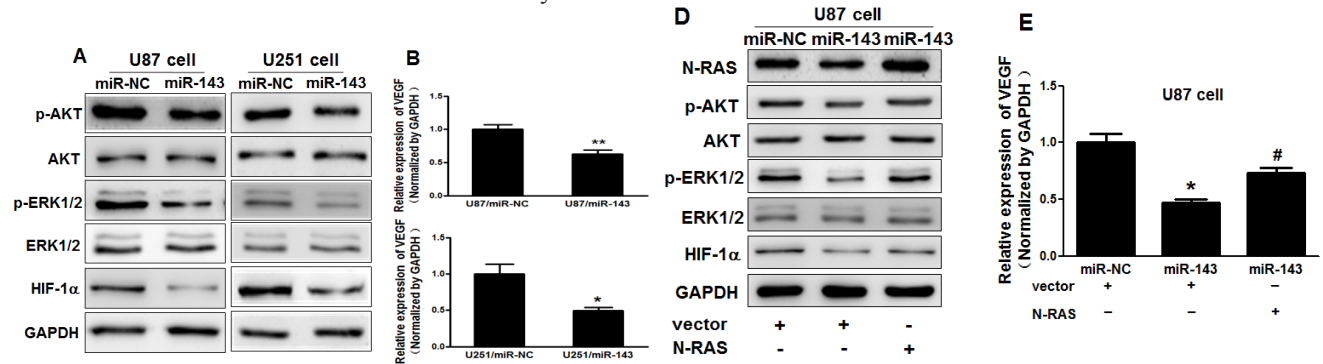 A
U87 cell U251 cell
miR-NC miR-143 miR-NC miR-143
p-AKT
AKT
p-ERK1/2
ERK1/2
HIF-1α
GAPDH
B
Relative expression of VEGF
(Normalized by GAPDH)
1.5
1.0
0.5
0.0
**
U87/miR-NC U87/miR-143
Relative expression of VEGF
(Normalized by GAPDH)
1.5
1.0
0.5
0.0
*
U251/miR-NC U251/miR-143
D
U87 cell
miR-NC miR-143 miR-143
N-RAS
p-AKT
AKT
p-ERK1/2
ERK1/2
HIF-1α
GAPDH
vector + + -
N-RAS - - +
E
Relative expression of VEGF
(Normalized by GAPDH)
U87 cell
1.5
1.0
0.5
0.0
* #
miR-NC miR-143 miR-143
vector + + −
N-RAS − − +